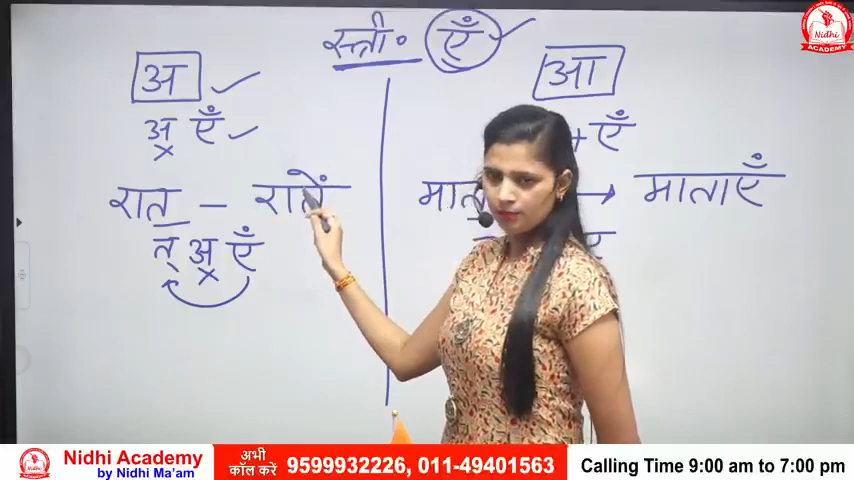 स्त्री० एँ
अ
अ एँ
रात – रातें
त् अ एँ
आ
+ एँ
मात → माताएँ
Nidhi
ACADEMY
Nidhi Academy
by Nidhi Ma'am
अभी
कॉल करें
9599932226, 011-49401563
Calling Time 9:00 am to 7:00 pm